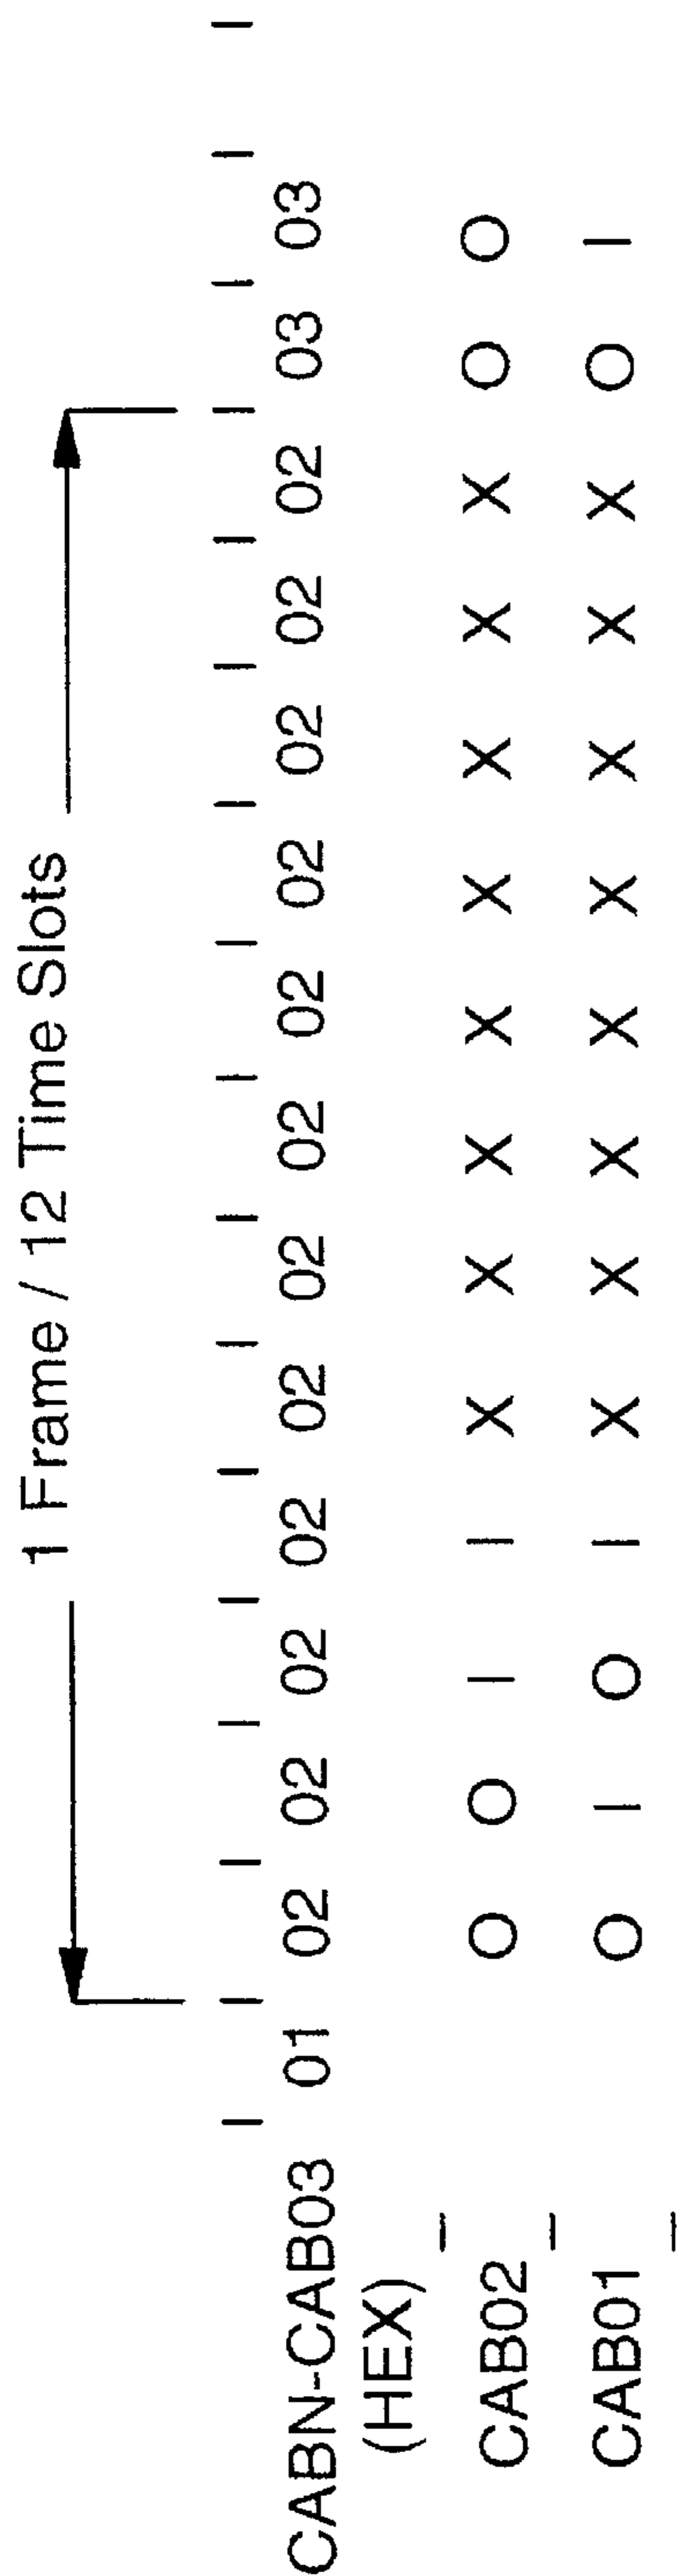 1 Frame / 12 Time Slots
CABN-CAB03 01 02 02 02 02 02 02 02 02 02 02 02 02 03 03
(HEX)
CAB02 O O I I X X X X X X X X O O
CAB01 O I O I X X X X X X X X O I